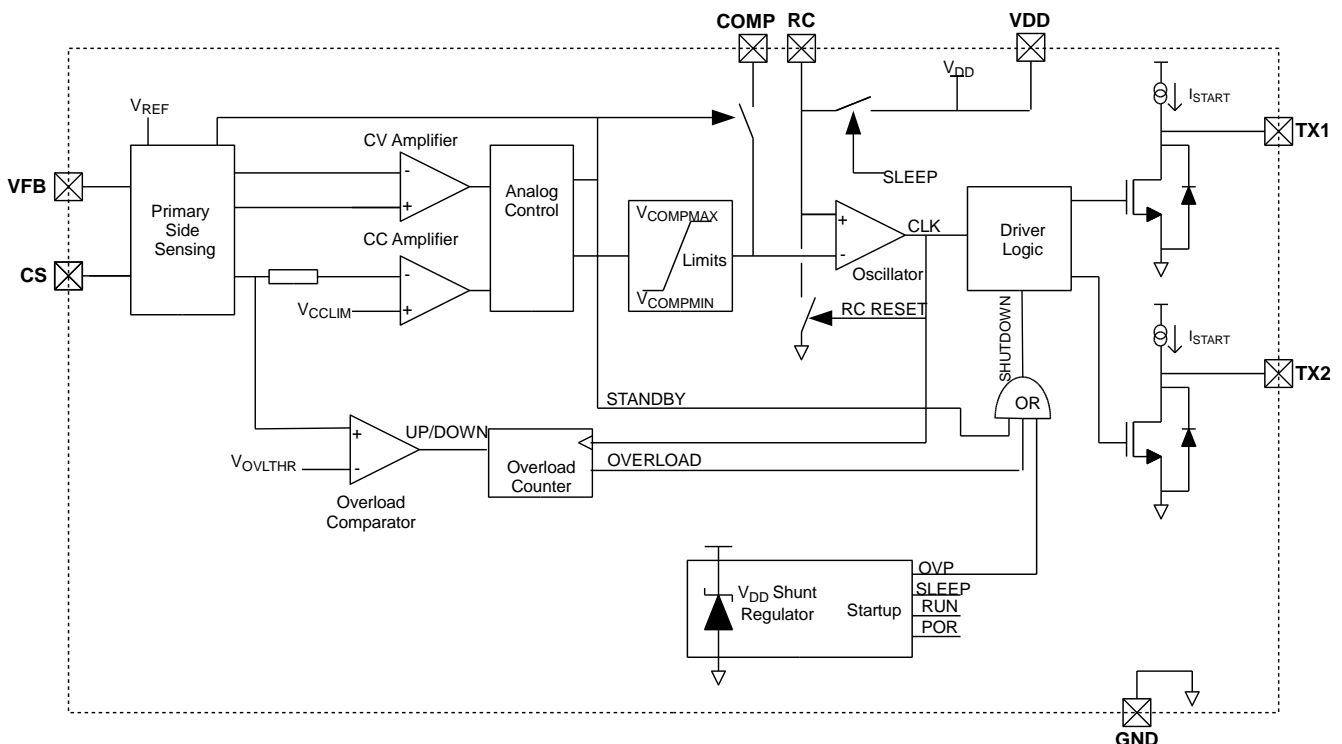 COMP RC VDD
VDD
ISTART
VREF
TX1
CV Amplifier
-
+
SLEEP
VFB
Primary
Side
Sensing
Analog
Control
VCOMPMAX
Limits
VCOMPMIN
+
-
CLK
Oscillator
Driver
Logic
CC Amplifier
CS
-
+
VCCLIM
RC RESET
SHUTDOWN
ISTART
TX2
STANDBY
OR
UP/DOWN
+
-
VOVLTHR
Overload
Comparator
Overload
Counter
OVERLOAD
VDD Shunt
Regulator
Startup
OVP
SLEEP
RUN
POR
GND